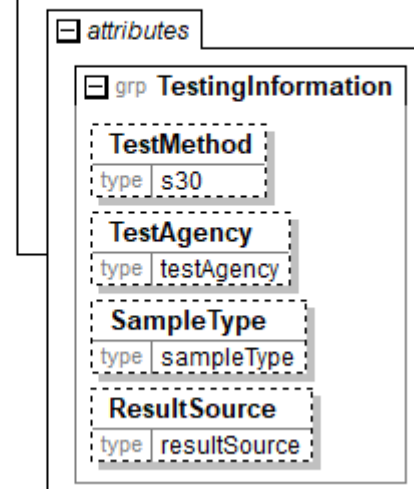 attributes
grp TestingInformation
TestMethod
type s30
TestAgency
type testAgency
SampleType
type sampleType
ResultSource
type resultSource